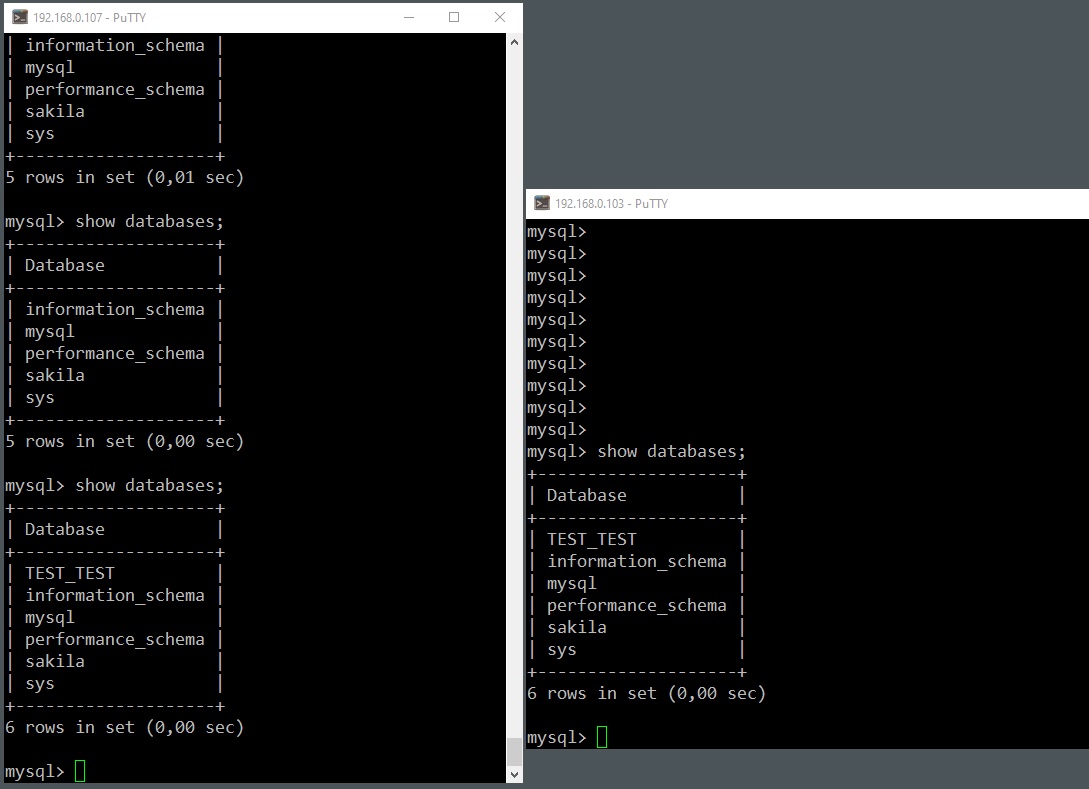 192.168.0.107 - PuTTY
| information_schema |
| mysql              |
| performance_schema |
| sakila             |
| sys                |
+--------------------+
5 rows in set (0,01 sec)
mysql> show databases;
+--------------------+
| Database           |
+--------------------+
| information_schema |
| mysql              |
| performance_schema |
| sakila             |
| sys                |
+--------------------+
5 rows in set (0,00 sec)
mysql> show databases;
+--------------------+
| Database           |
+--------------------+
| TEST_TEST          |
| information_schema |
| mysql              |
| performance_schema |
| sakila             |
| sys                |
+--------------------+
6 rows in set (0,00 sec)
mysql>
192.168.0.103 - PuTTY
mysql>
mysql>
mysql>
mysql>
mysql>
mysql>
mysql>
mysql>
mysql>
mysql>
mysql> show databases;
+--------------------+
| Database           |
+--------------------+
| TEST_TEST          |
| information_schema |
| mysql              |
| performance_schema |
| sakila             |
| sys                |
+--------------------+
6 rows in set (0,00 sec)
mysql>